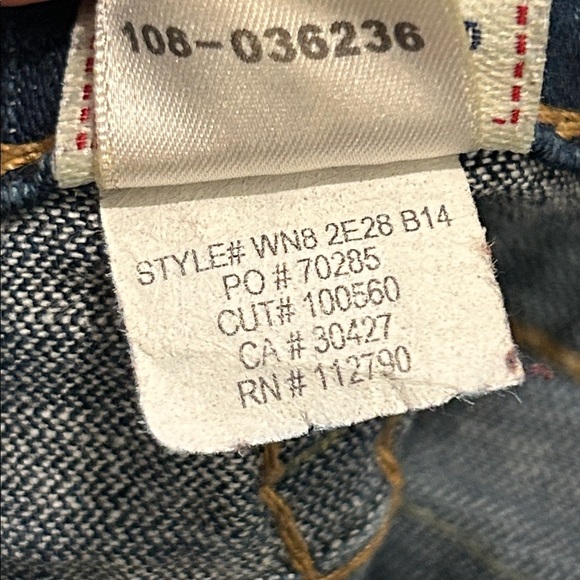 108-036236
STYLE# WN8 2E28 B14
PO # 70285
CUT# 100560
CA # 30427
RN # 112790